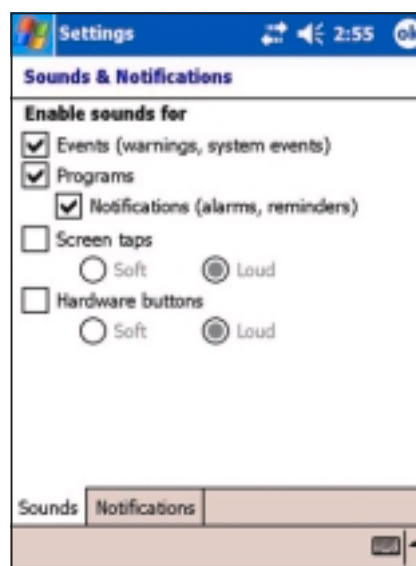 Settings 2:55 ok
Sounds & Notifications
Enable sounds for
Events (warnings, system events)
Programs
Notifications (alarms, reminders)
Screen taps
Soft Loud
Hardware buttons
Soft Loud
Sounds Notifications